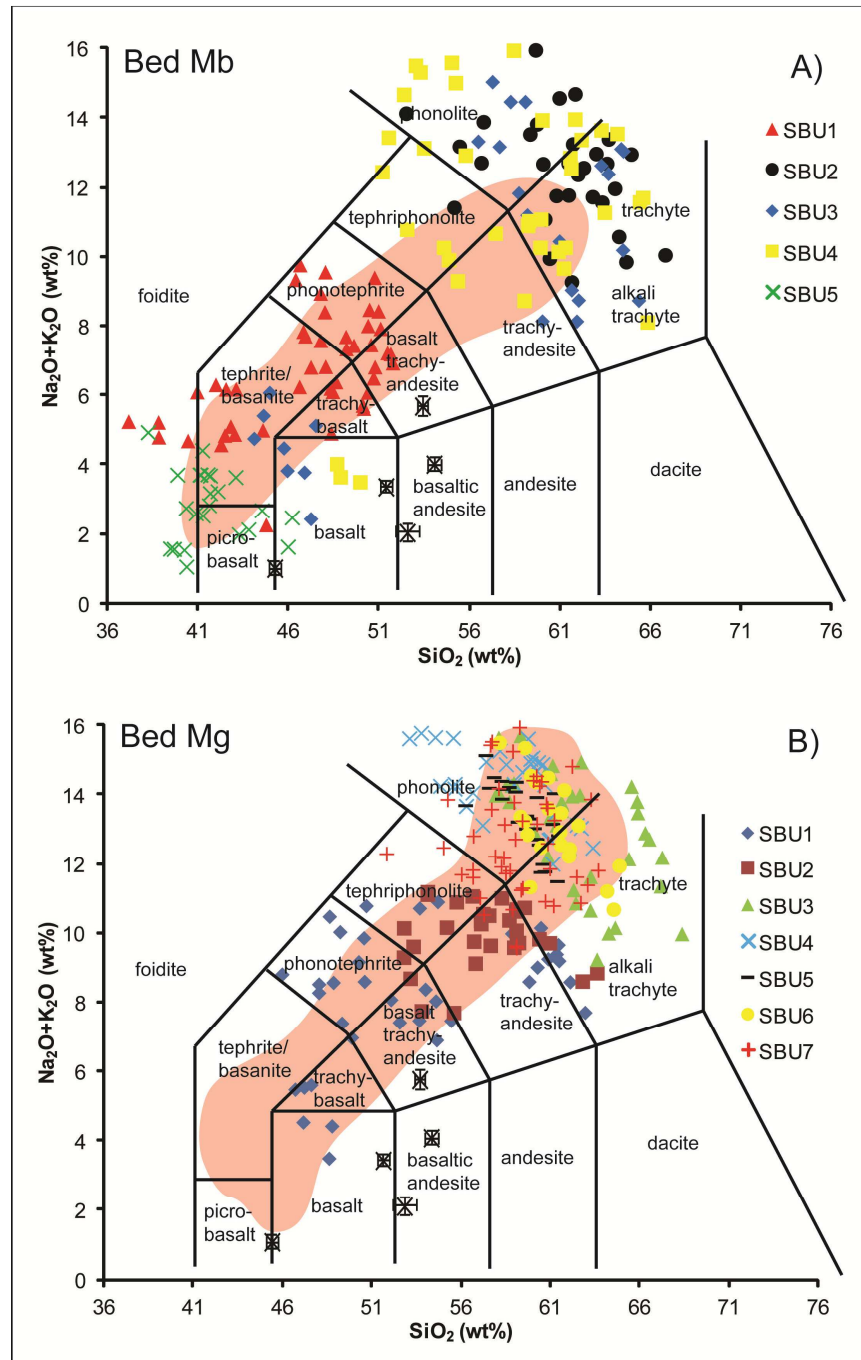 Bed Mb
A)
16
14
12
10
8
6
4
2
0
Na₂O+K₂O (wt%)
36 41 46 51 56 61 66 71 76
SiO₂ (wt%)
phonolite
tephriphonolite
trachyte
foidite
phonotephrite
alkali
trachyte
basalt
trachy-
andesite
trachy-
andesite
tephrite/
basanite
trachy-
basalt
basaltic
andesite
andesite
dacite
picro-
basalt
basalt
SBU1
SBU2
SBU3
SBU4
SBU5
Bed Mg
B)
16
14
12
10
8
6
4
2
0
Na₂O+K₂O (wt%)
36 41 46 51 56 61 66 71 76
SiO₂ (wt%)
phonolite
tephriphonolite
trachyte
foidite
phonotephrite
alkali
trachyte
trachy-
andesite
basalt
trachy-
andesite
tephrite/
basanite
trachy-
basalt
basaltic
andesite
andesite
dacite
picro-
basalt
basalt
SBU1
SBU2
SBU3
SBU4
SBU5
SBU6
SBU7